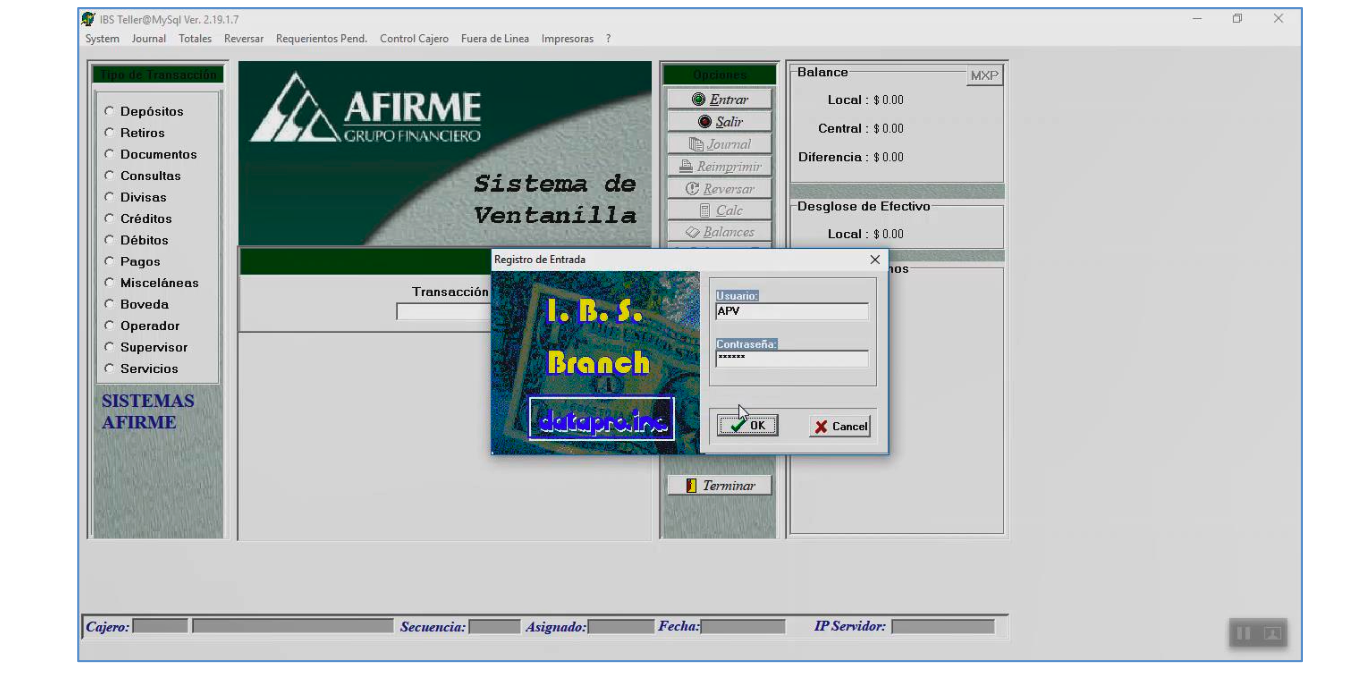 IBS Teller@MySql Ver. 2.19.1.7
System Journal Totales Reversar Requerientos Pend. Control Cajero Fuera de Linea Impresoras ?
Tipo de Transacción
Depósitos
Retiros
Documentos
Consultas
Divisas
Créditos
Débitos
Pagos
Misceláneas
Boveda
Operador
Supervisor
Servicios
SISTEMAS
AFIRME
AFIRME
GRUPO FINANCIERO
Sistema de
Ventanilla
Transacción
Opciones
Entrar
Salir
Journal
Reimprimir
Reversar
Calc
Balances
Terminar
Balance
MXP
Local : $ 0.00
Central : $ 0.00
Diferencia : $ 0.00
Desglose de Efectivo
Local : $ 0.00
Registro de Entrada
I. B. S.
Branch
datapro.inc.
Usuario:
APV
Contraseña:
******
OK
Cancel
Cajero: Secuencia: Asignado: Fecha: IP Servidor: